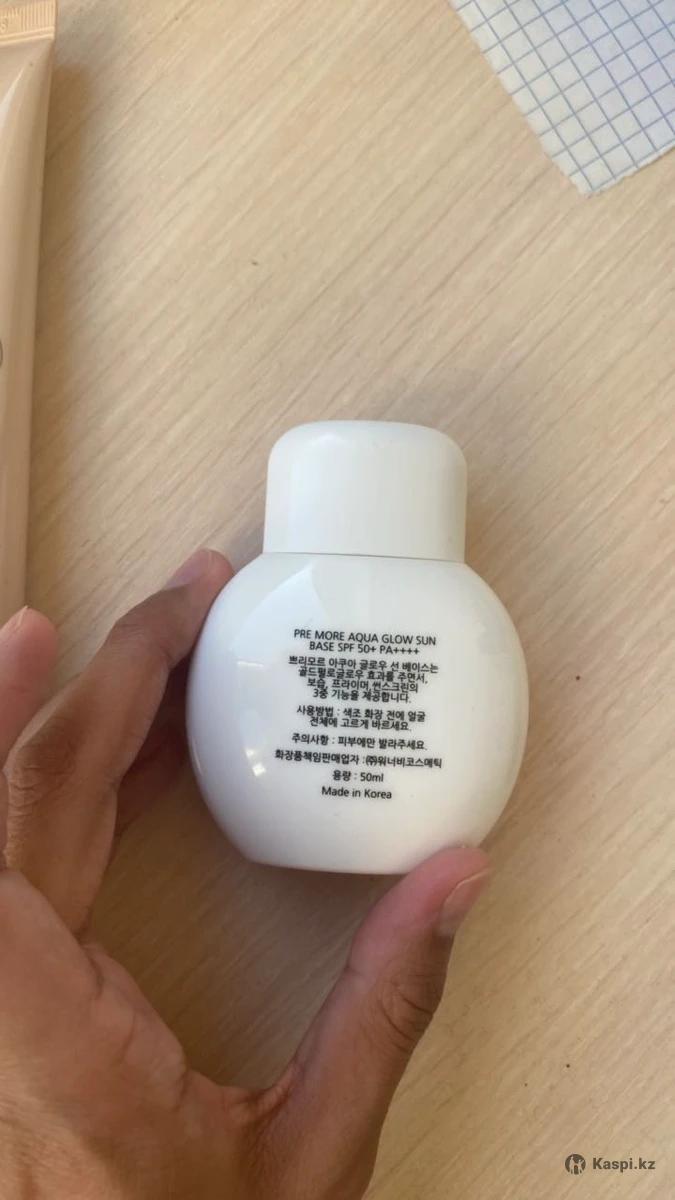 PRE MORE AQUA GLOW SUN
BASE SPF 50+ PA++++
쁘리모르 아쿠아 글로우 선 베이스는
골드펄로글로우 효과를 주면서,
보습, 프라이머 썬스크린의
3중 기능을 제공합니다.
사용방법 : 색조 화장 전에 얼굴
전체에 고르게 바르세요.
주의사항 : 피부에만 발라주세요.
화장품책임판매업자 :㈜워너비코스메틱
용량 : 50ml
Made in Korea
Kaspi.kz